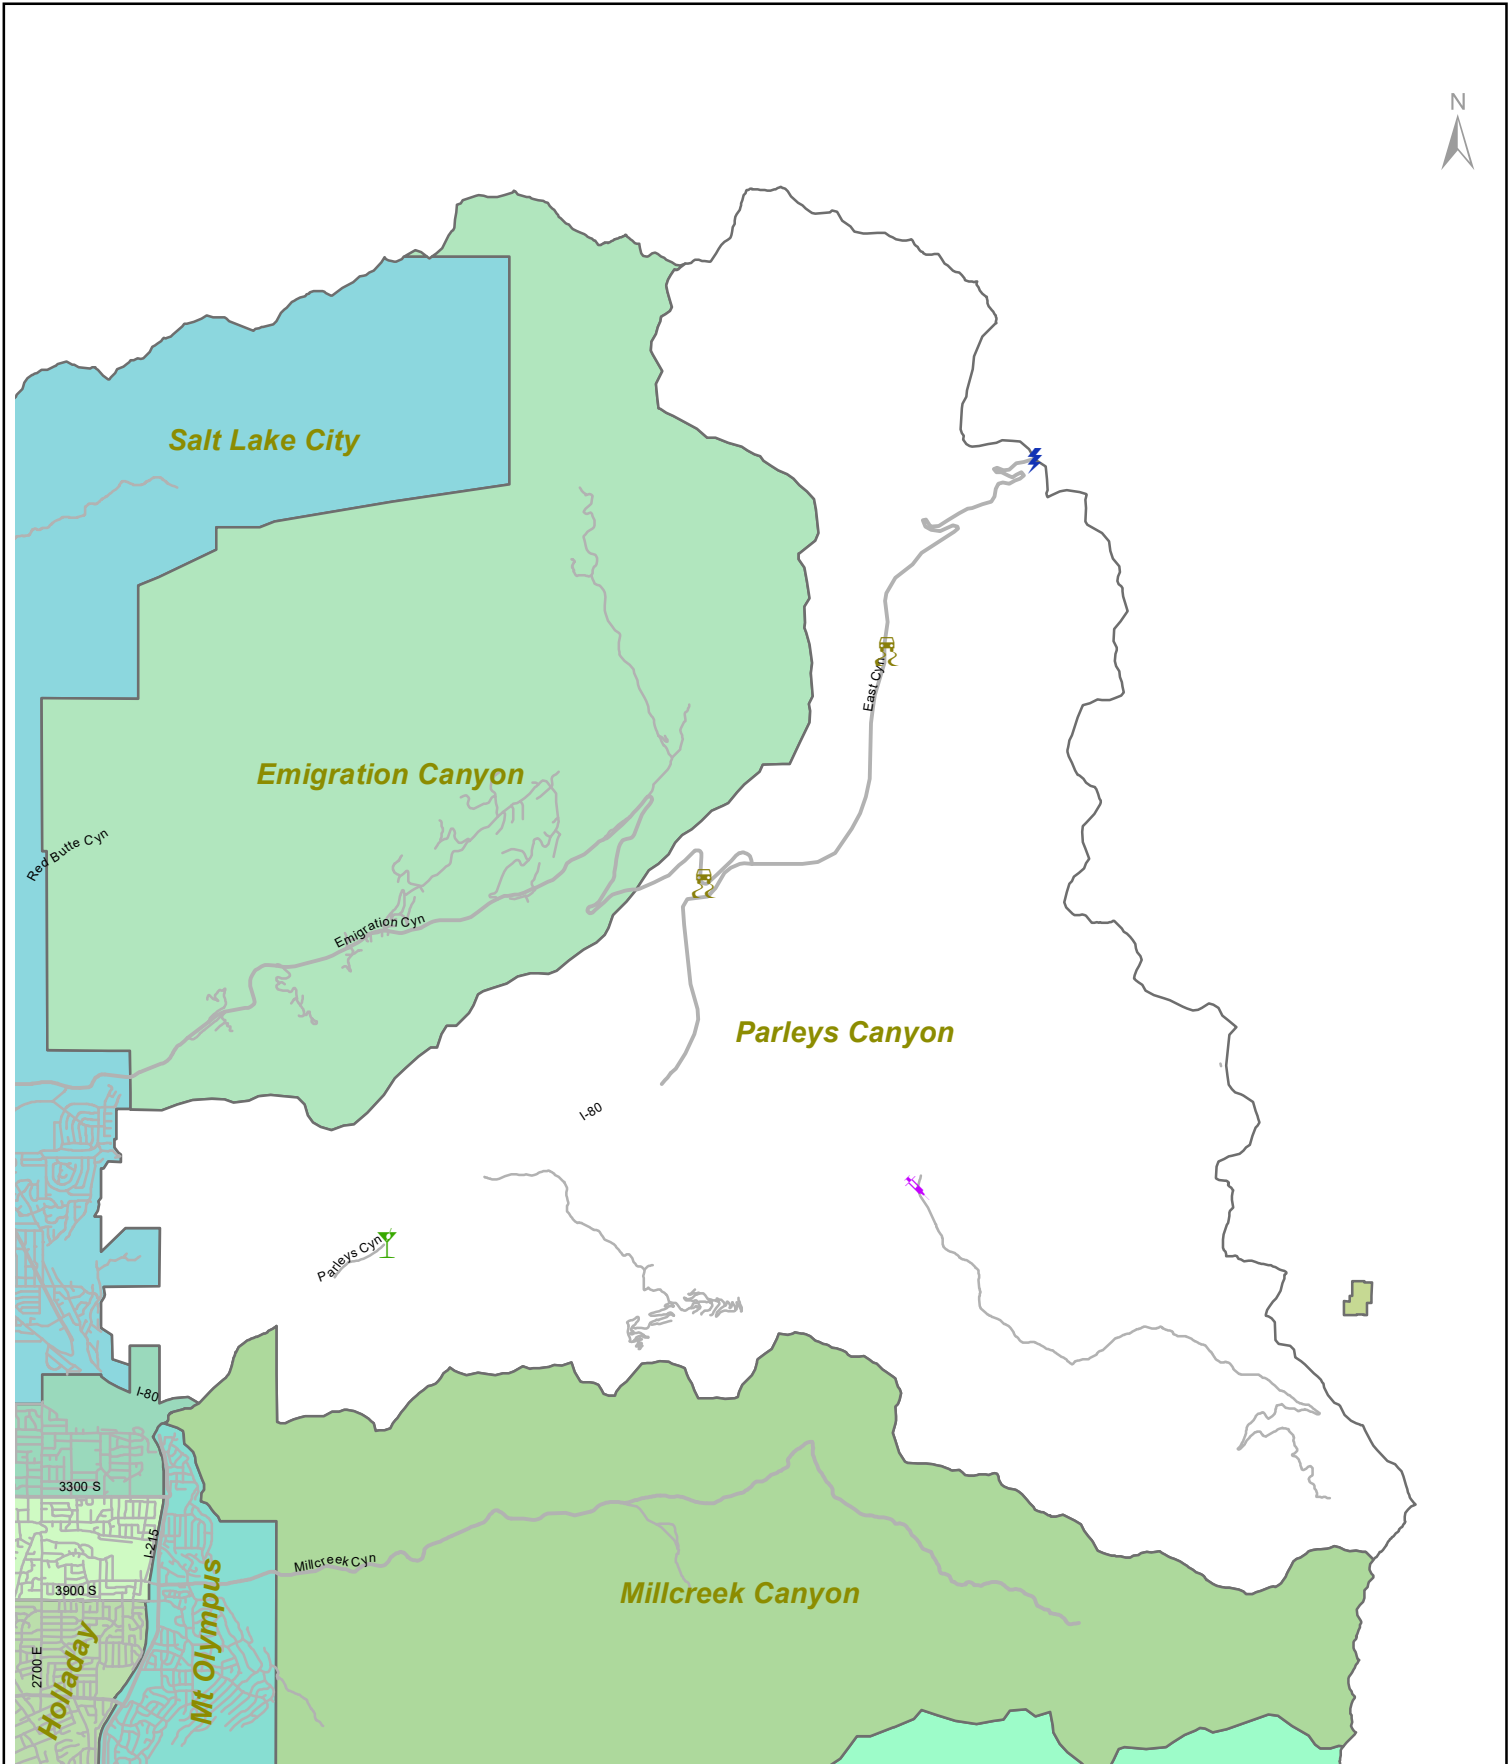 N
Salt Lake City
East Cyn
Emigration Canyon
Red Butte Cyn
Emigration Cyn
Parleys Canyon
I-80
Parleys Cyn
I-80
3300 S
I-215
Millcreek Cyn
3900 S
Millcreek Canyon
Mt Olympus
2700 E
Holladay